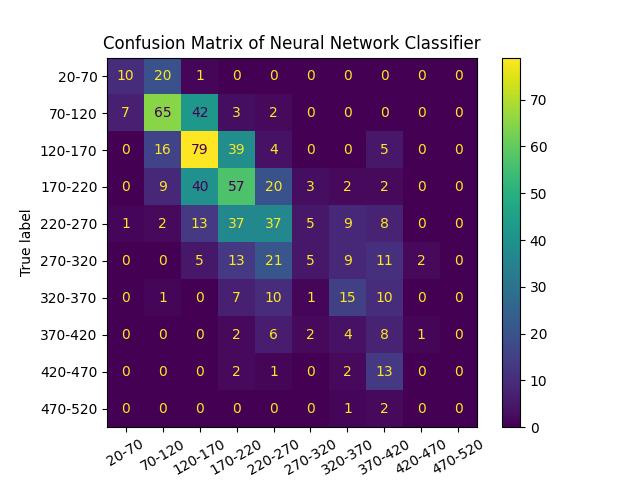 Confusion Matrix of Neural Network Classifier
20-70 10 20 1 0 0 0 0 0 0 0
70-120 7 65 42 3 2 0 0 0 0 0
120-170 0 16 79 39 4 0 0 5 0 0
170-220 0 9 40 57 20 3 2 2 0 0
220-270 1 2 13 37 37 5 9 8 0 0
270-320 0 0 5 13 21 5 9 11 2 0
320-370 0 1 0 7 10 1 15 10 0 0
370-420 0 0 0 2 6 2 4 8 1 0
420-470 0 0 0 2 1 0 2 13 0 0
470-520 0 0 0 0 0 0 1 2 0 0
True label
20-70 70-120 120-170 170-220 220-270 270-320 320-370 370-420 420-470 470-520
70
60
50
40
30
20
10
0